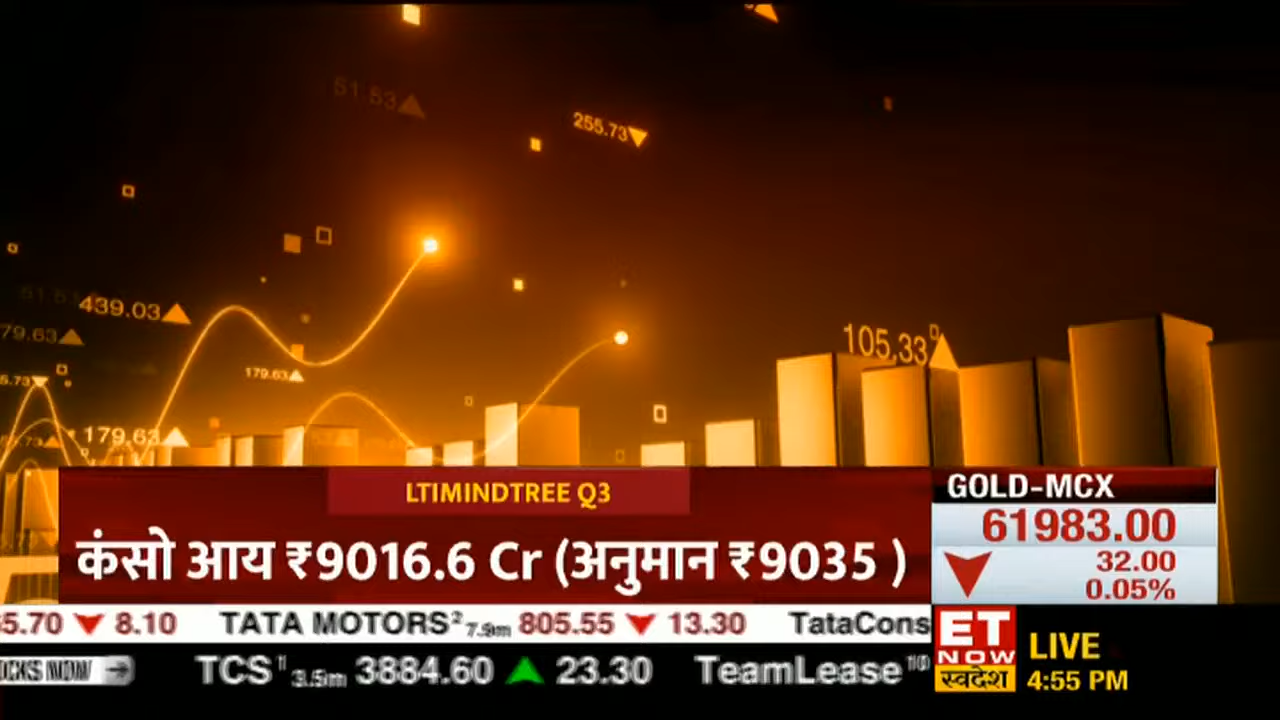 51.53
255.73
439.03
79.63
105.33
179.63
179.63
LTIMINDTREE Q3
कंसो आय ₹9016.6 Cr (अनुमान ₹9035 )
GOLD-MCX
61983.00
32.00
0.05%
5.70 8.10 TATA MOTORS² 7.9m 805.55 13.30 TataCons
OCKS NOW TCS 3.5m 3884.60 23.30 TeamLease
ET NOW स्वदेश
LIVE
4:55 PM